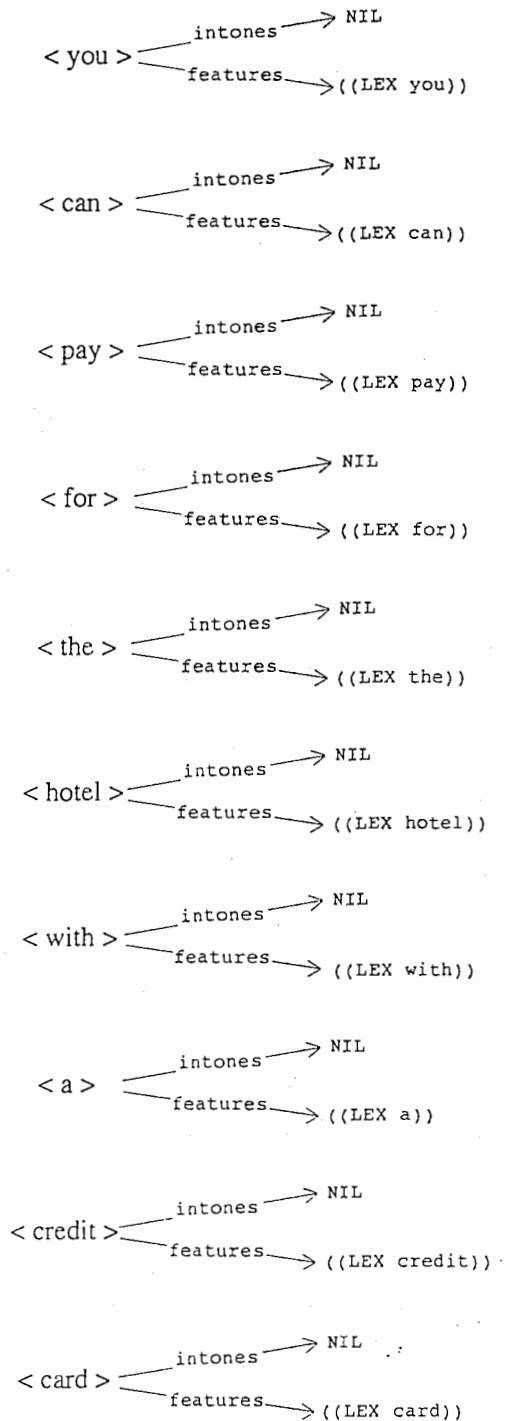 intones NIL
< you >
features ((LEX you))
intones NIL
< can >
features ((LEX can))
intones NIL
< pay >
features ((LEX pay))
intones NIL
< for >
features ((LEX for))
intones NIL
< the >
features ((LEX the))
intones NIL
< hotel >
features ((LEX hotel))
intones NIL
< with >
features ((LEX with))
intones NIL
< a >
features ((LEX a))
intones NIL
< credit >
features ((LEX credit))
intones NIL
< card >
features ((LEX card))